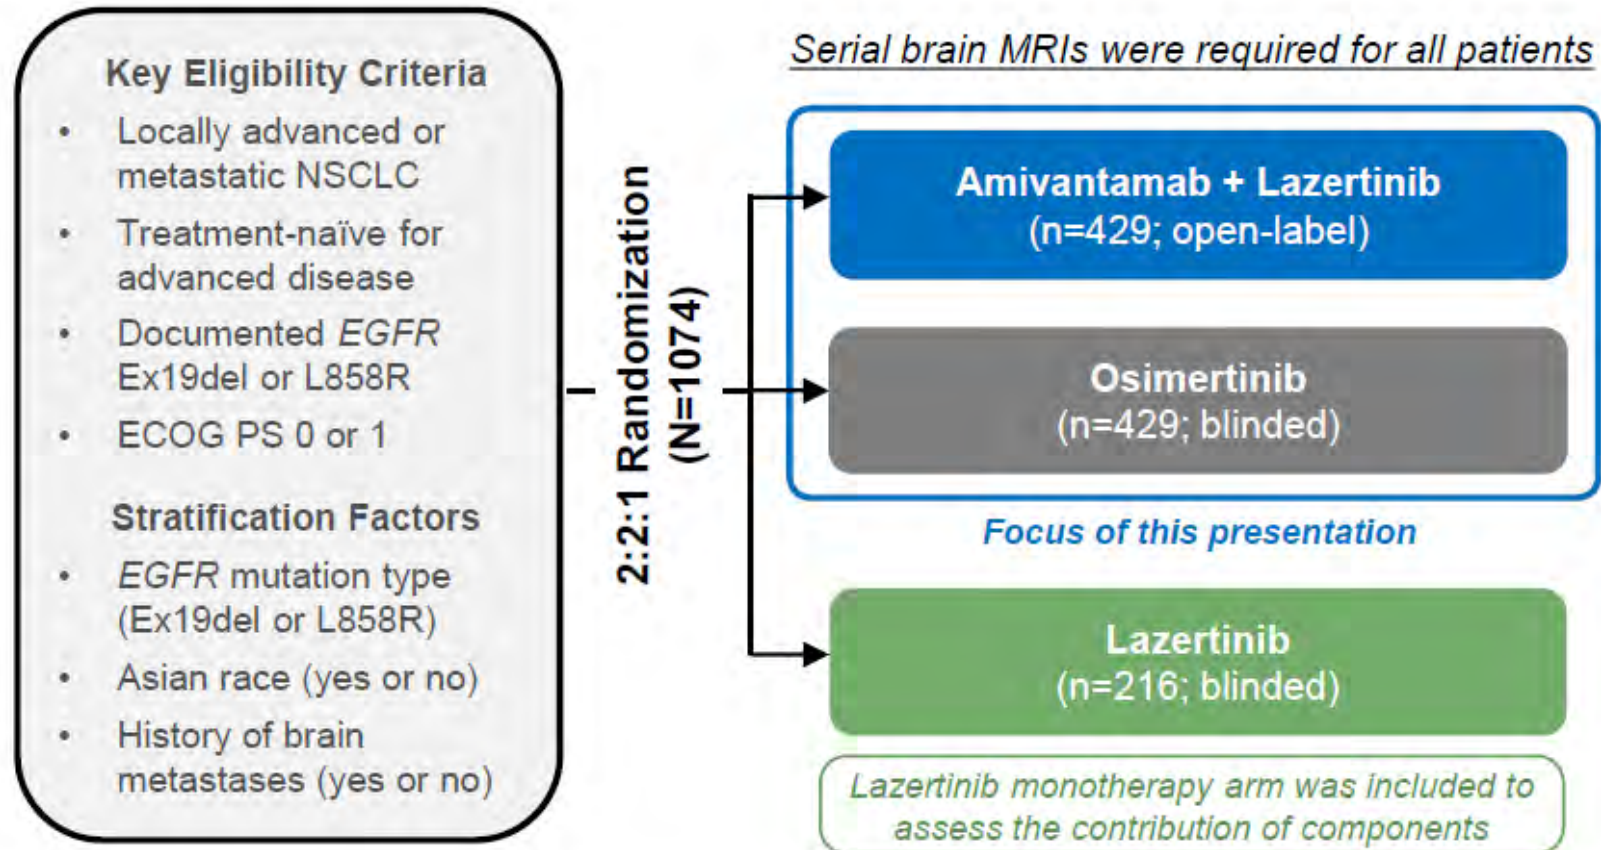 Key Eligibility Criteria
• Locally advanced or
metastatic NSCLC
• Treatment-naïve for
advanced disease
• Documented EGFR
Ex19del or L858R
• ECOG PS 0 or 1
Stratification Factors
• EGFR mutation type
(Ex19del or L858R)
• Asian race (yes or no)
• History of brain
metastases (yes or no)
2:2:1 Randomization
(N=1074)
Serial brain MRIs were required for all patients
Amivantamab + Lazertinib
(n=429; open-label)
Osimertinib
(n=429; blinded)
Focus of this presentation
Lazertinib
(n=216; blinded)
Lazertinib monotherapy arm was included to
assess the contribution of components